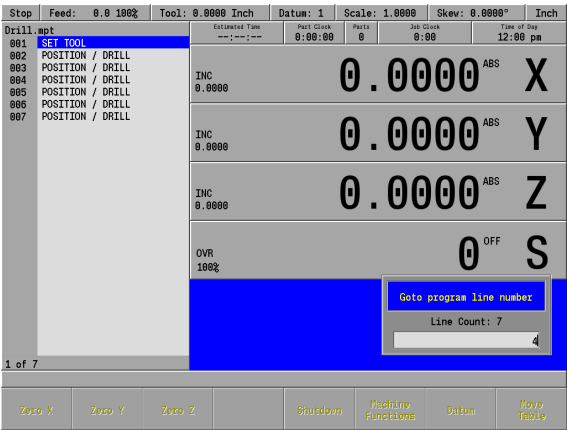 Stop Feed: 0.0 100% Tool: 0.0000 Inch Datum: 1 Scale: 1.0000 Skew: 0.0000° Inch
Drill.mpt
001 SET TOOL
002 POSITION / DRILL
003 POSITION / DRILL
004 POSITION / DRILL
005 POSITION / DRILL
006 POSITION / DRILL
007 POSITION / DRILL
1 of 7
Estimated Time Part Clock Parts Job Clock Time of Day
--:--:-- 0:00:00 0 0:00 12:00 pm
INC
0.0000
0.0000 ABS X
INC
0.0000
0.0000 ABS Y
INC
0.0000
0.0000 ABS Z
OVR
100%
0 OFF S
Goto program line number
Line Count: 7
4
Zero X Zero Y Zero Z Shutdown Machine Functions Datum Move Table